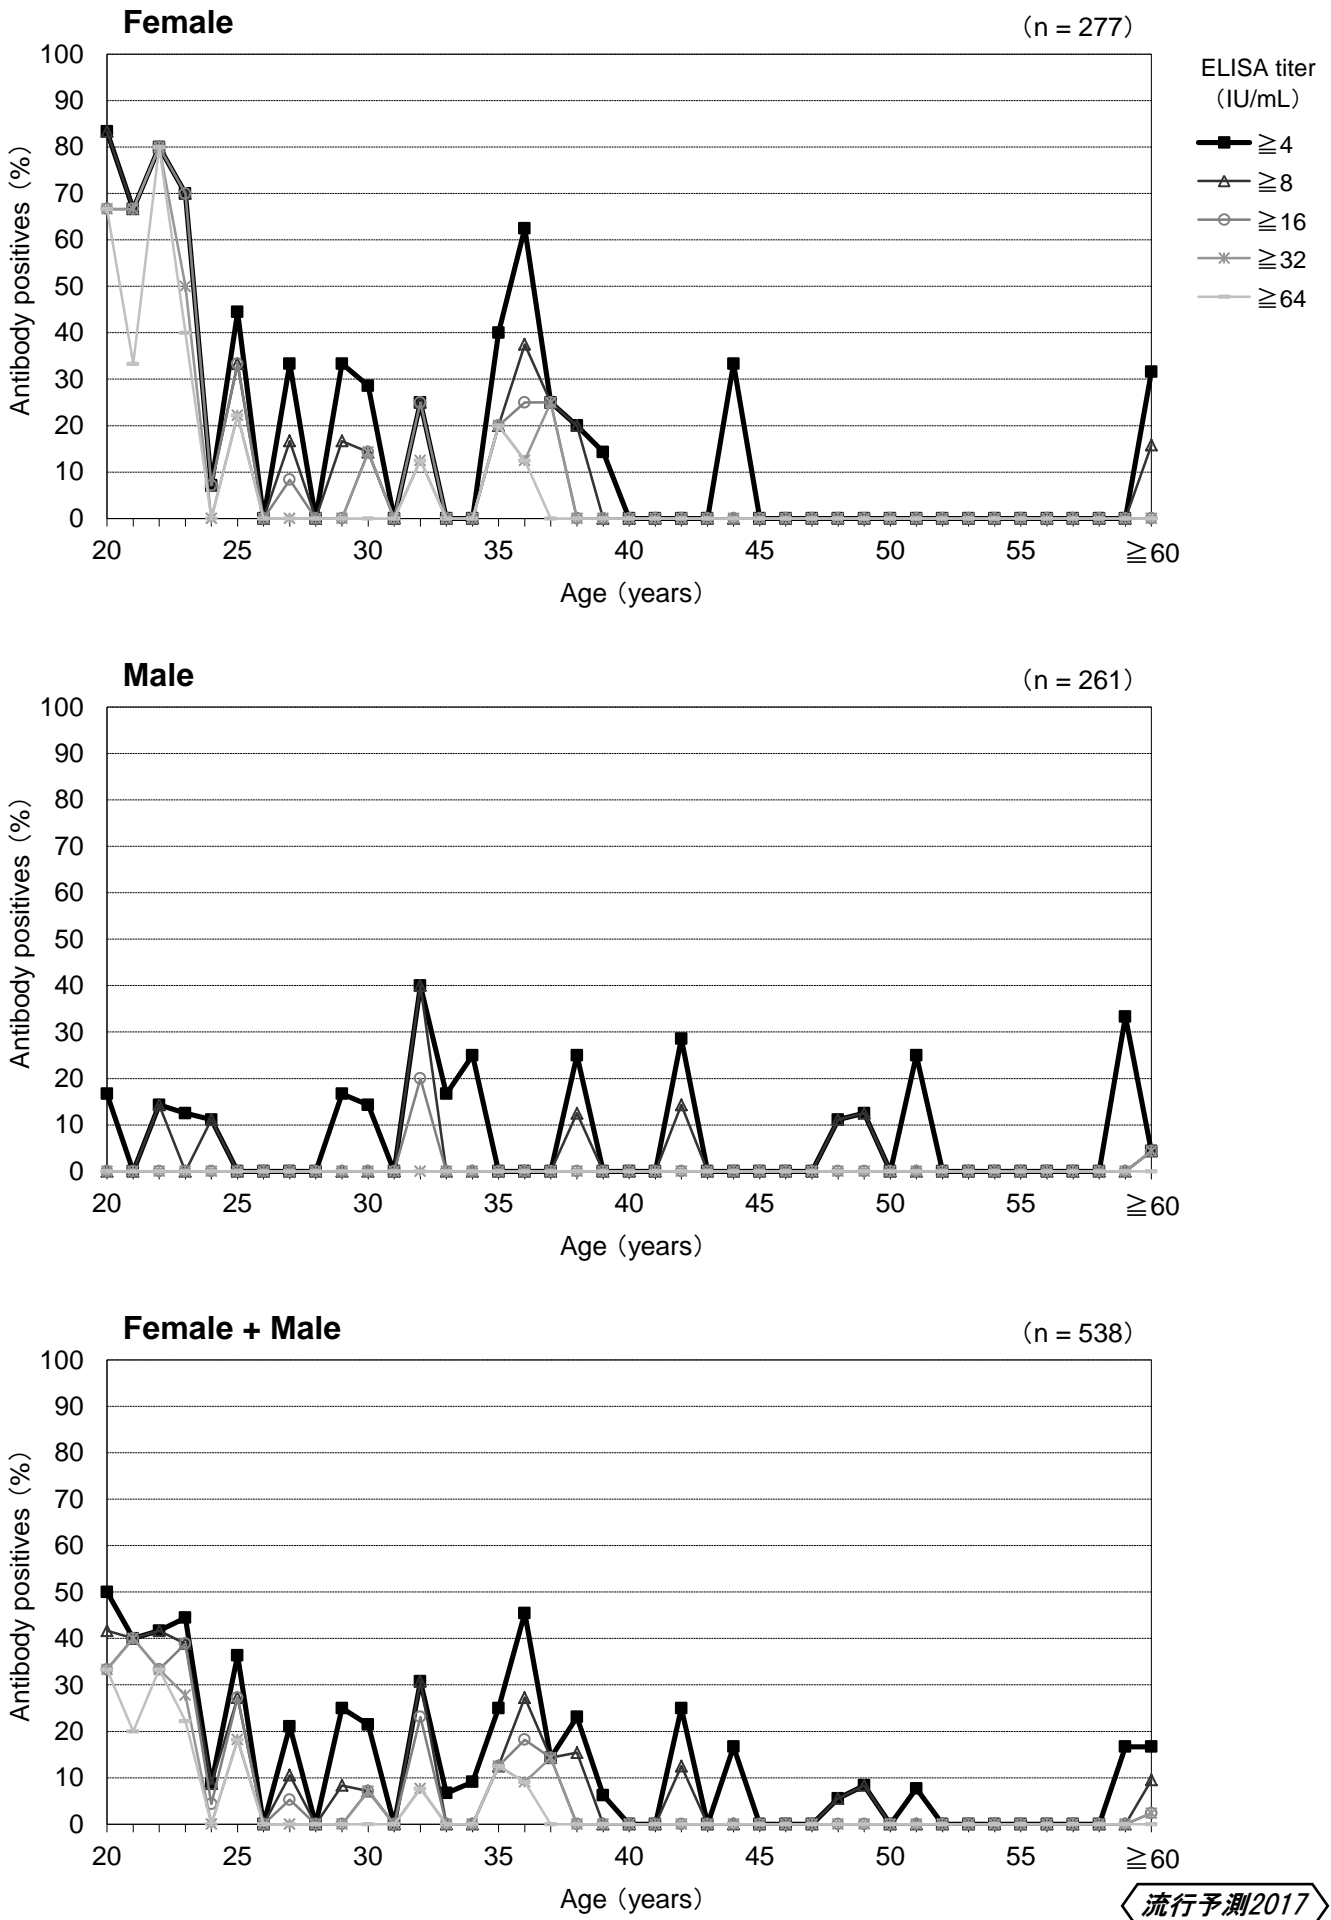 Female
（n = 277）
ELISA titer
（IU/mL）
≧4
≧8
≧16
≧32
≧64
Antibody positives（%）
100
90
80
70
60
50
40
30
20
10
0
20 25 30 35 40 45 50 55 ≧60
Age（years）
Male
（n = 261）
Antibody positives（%）
100
90
80
70
60
50
40
30
20
10
0
20 25 30 35 40 45 50 55 ≧60
Age（years）
Female + Male
（n = 538）
Antibody positives（%）
100
90
80
70
60
50
40
30
20
10
0
20 25 30 35 40 45 50 55 ≧60
Age（years）
流行予測2017